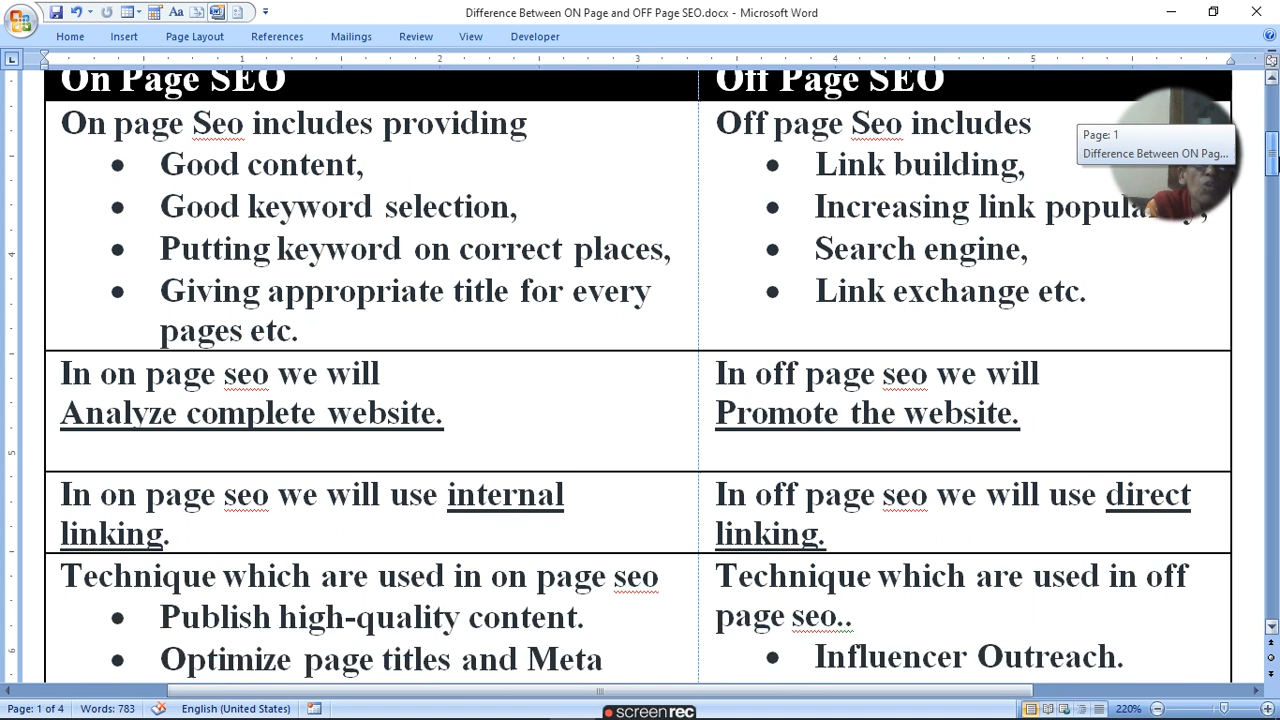 Difference Between ON Page and OFF Page SEO.docx - Microsoft Word
Home Insert Page Layout References Mailings Review View Developer
2 3 4 5
On Page SEO
Off Page SEO
On page Seo includes providing
• Good content,
• Good keyword selection,
• Putting keyword on correct places,
• Giving appropriate title for every
pages etc.
Off page Seo includes
• Link building,
• Increasing link
• Search engine,
• Link exchange etc.
Page: 1
Difference Between ON Pag...
In on page seo we will
Analyze complete website.
In off page seo we will
Promote the website.
In on page seo we will use internal
linking.
In off page seo we will use direct
linking.
Technique which are used in on page seo
• Publish high-quality content.
• Optimize page titles and Meta
Technique which are used in off
page seo..
• Influencer Outreach.
Page: 1 of 4 Words: 783 English (United States) 220%
screenrec